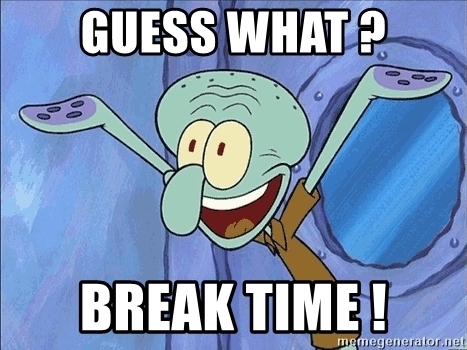 GUESS WHAT ?
BREAK TIME !
memegenerator.net